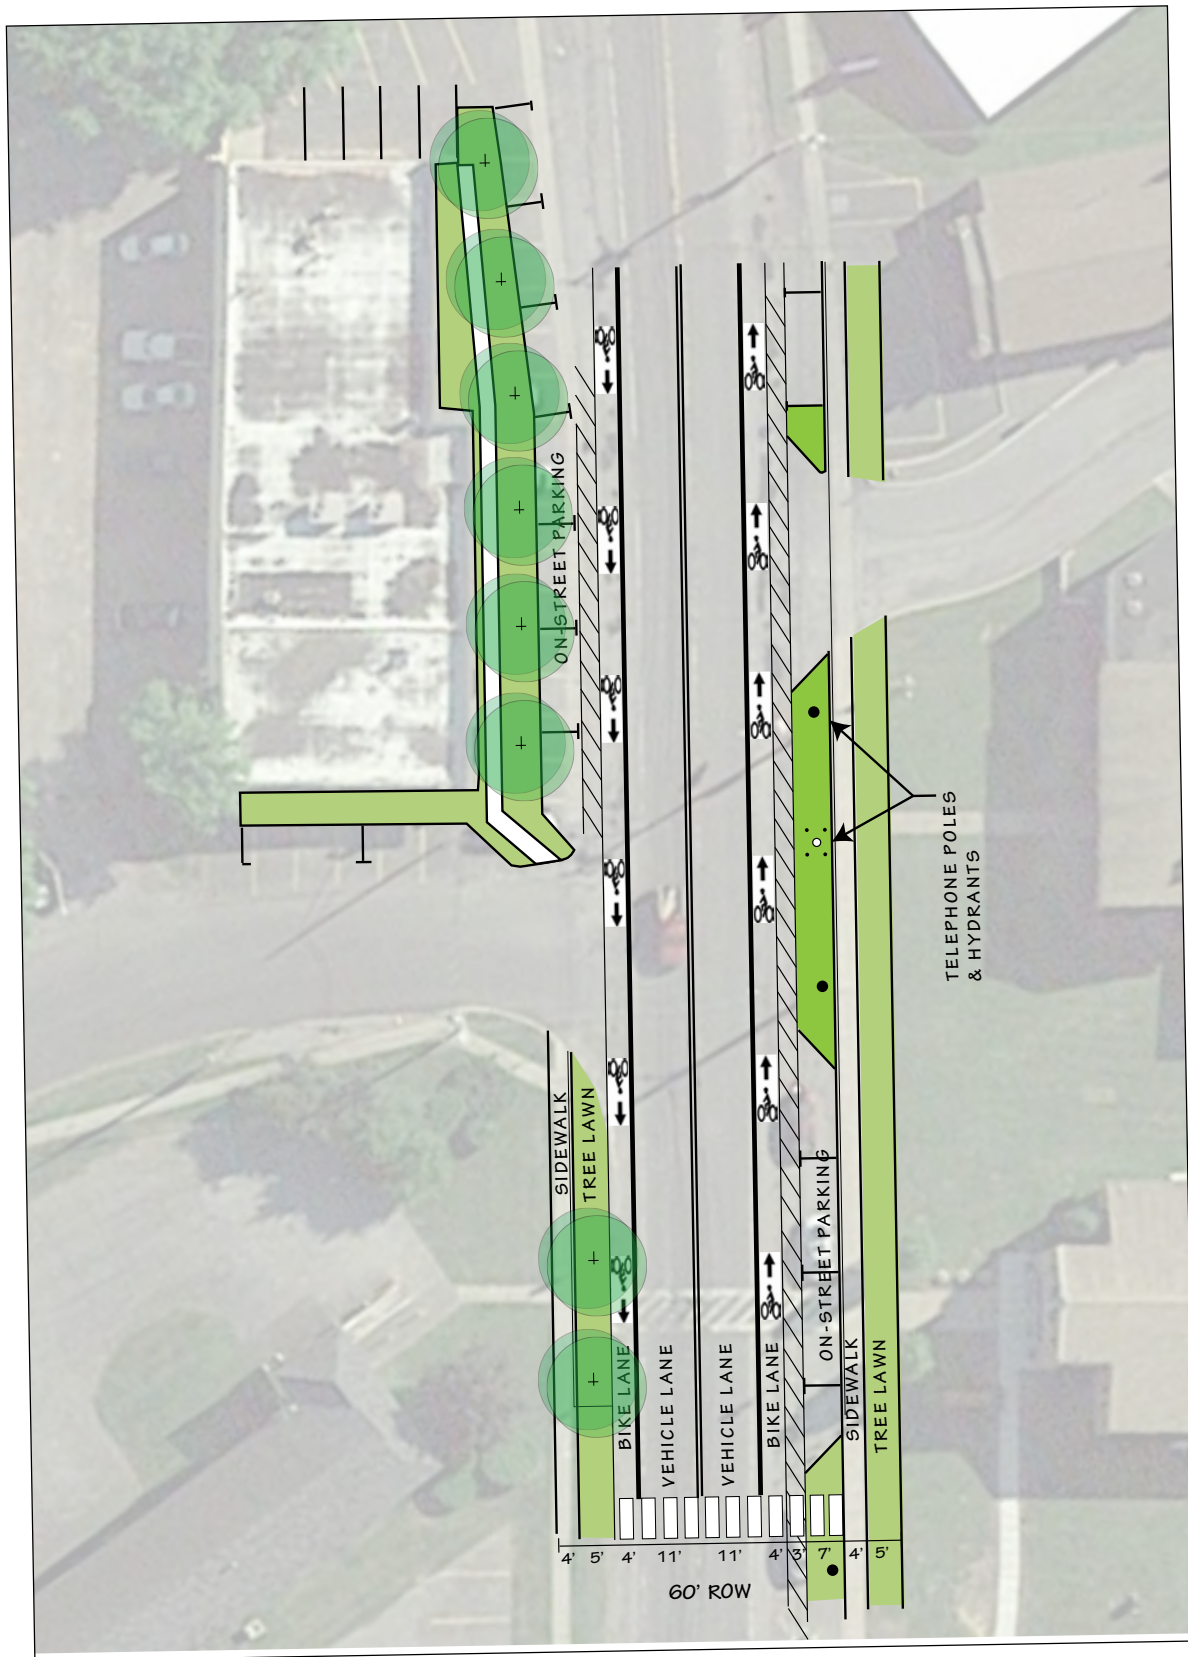 ON-STREET PARKING
TELEPHONE POLES
& HYDRANTS
SIDEWALK
TREE LAWN
BIKE LANE
VEHICLE LANE
VEHICLE LANE
BIKE LANE
ON-STREET PARKING
SIDEWALK
TREE LAWN
4' 5' 4' 11' 11' 4' 3' 7' 4' 5'
60' ROW